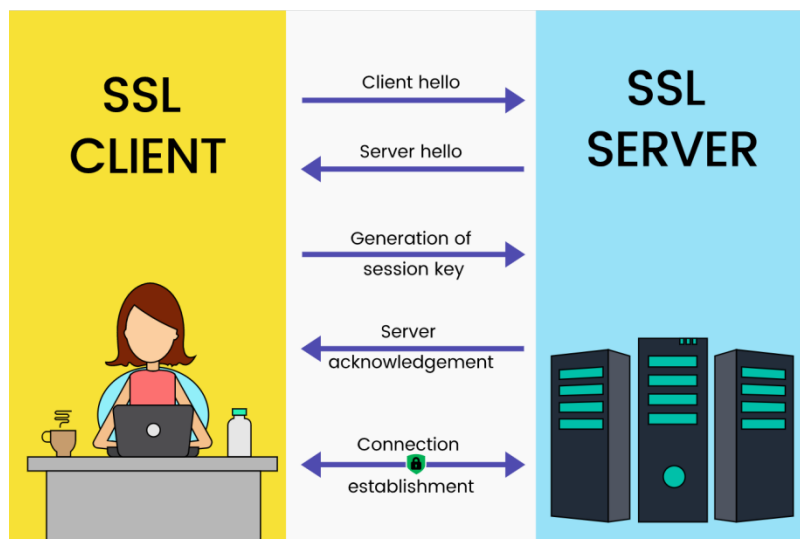 SSL
CLIENT
Client hello
Server hello
Generation of
session key
Server
acknowledgement
Connection
establishment
SSL
SERVER